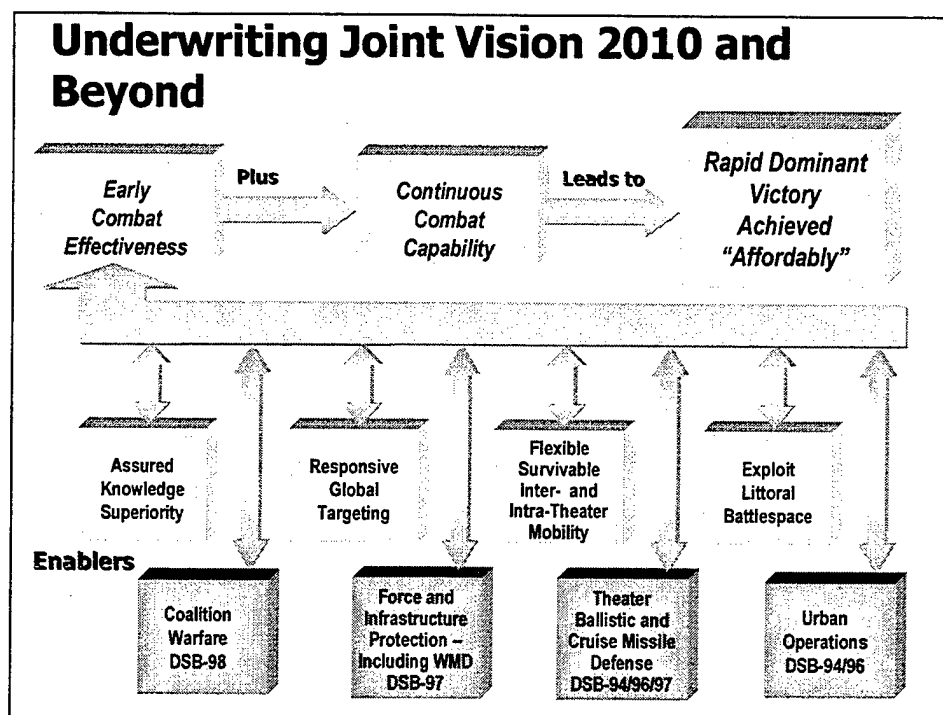 Underwriting Joint Vision 2010 and
Beyond
Early
Combat
Effectiveness
Plus
Continuous
Combat
Capability
Leads to
Rapid Dominant
Victory
Achieved
“Affordably”
Assured
Knowledge
Superiority
Responsive
Global
Targeting
Flexible
Survivable
Inter- and
Intra-Theater
Mobility
Exploit
Littoral
Battlespace
Enablers
Coalition
Warfare
DSB-98
Force and
Infrastructure
Protection –
Including WMD
DSB-97
Theater
Ballistic and
Cruise Missile
Defense
DSB-94/96/97
Urban
Operations
DSB-94/96